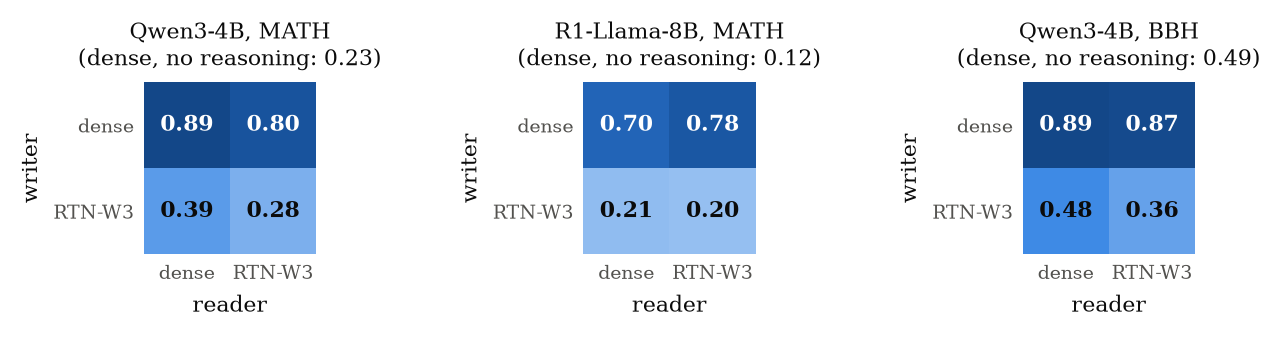 Qwen3-4B, MATH
(dense, no reasoning: 0.23)
writer
dense
0.89 0.80
RTN-W3
0.39 0.28
dense RTN-W3
reader
R1-Llama-8B, MATH
(dense, no reasoning: 0.12)
writer
dense
0.70 0.78
RTN-W3
0.21 0.20
dense RTN-W3
reader
Qwen3-4B, BBH
(dense, no reasoning: 0.49)
writer
dense
0.89 0.87
RTN-W3
0.48 0.36
dense RTN-W3
reader